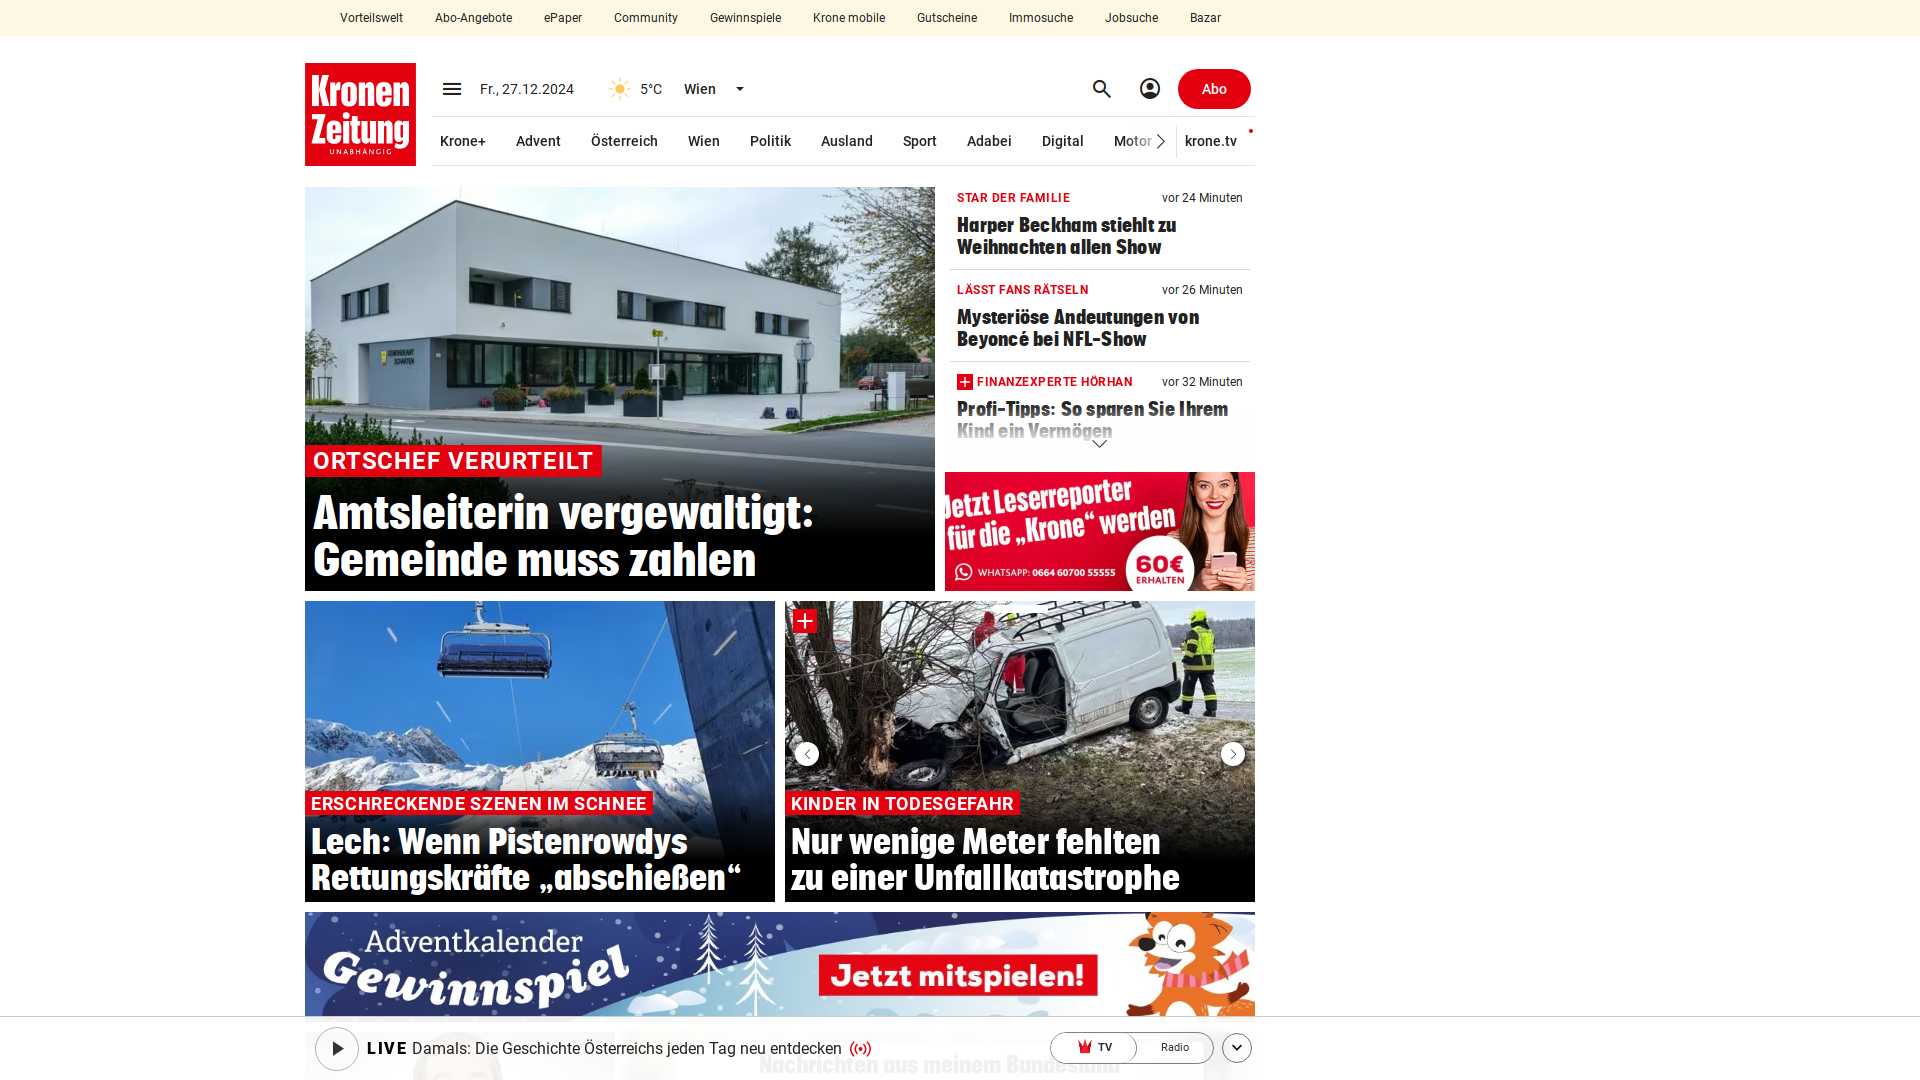 Vorteilswelt
Abo-Angebote
ePaper
Community
Gewinnspiele
Krone mobile
Gutscheine
Immosuche
Jobsuche
Bazar
Kronen
Zeitung
UNABHÄNGIG
Fr., 27.12.2024
5°C
Wien
Abo
Krone+
Advent
Österreich
Wien
Politik
Ausland
Sport
Adabei
Digital
Motor
krone.tv
ORTSCHEF VERURTEILT
Amtsleiterin vergewaltigt:
Gemeinde muss zahlen
STAR DER FAMILIE
vor 24 Minuten
Harper Beckham stiehlt zu
Weihnachten allen Show
LÄSST FANS RÄTSELN
vor 26 Minuten
Mysteriöse Andeutungen von
Beyoncé bei NFL-Show
FINANZEXPERTE HÖRHAN
vor 32 Minuten
Profi-Tipps: So sparen Sie Ihrem
Kind ein Vermögen
Jetzt Leserreporter
für die „Krone“ werden
WHATSAPP: 0664 60700 55555
60€
ERHALTEN
ERSCHRECKENDE SZENEN IM SCHNEE
Lech: Wenn Pistenrowdys
Rettungskräfte „abschießen“
KINDER IN TODESGEFAHR
Nur wenige Meter fehlten
zu einer Unfallkatastrophe
Adventkalender
Gewinnspiel
Jetzt mitspielen!
LIVE Damals: Die Geschichte Österreichs jeden Tag neu entdecken
TV
Radio
Nachrichten aus meinem Bundesland